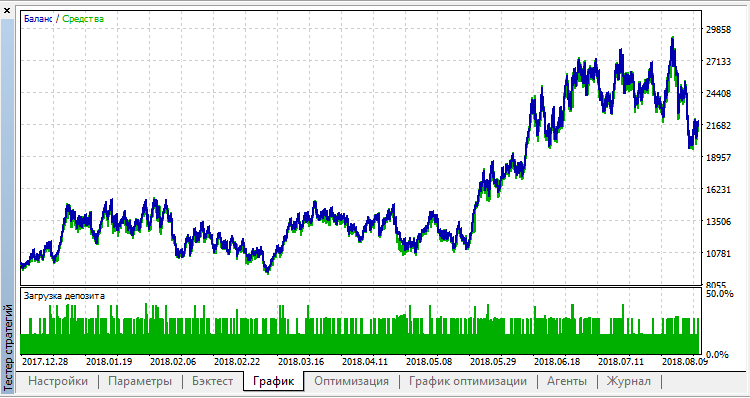 Баланс / Средства
29858
27133
24408
21682
18957
16231
13506
10781
8055
Загрузка депозита
50.0%
0.0%
2017.12.28 2018.01.19 2018.02.06 2018.02.22 2018.03.16 2018.04.11 2018.05.08 2018.05.29 2018.06.18 2018.07.11 2018.08.09
Тестер стратегий
Настройки Параметры Бэктест График Оптимизация График оптимизации Агенты Журнал